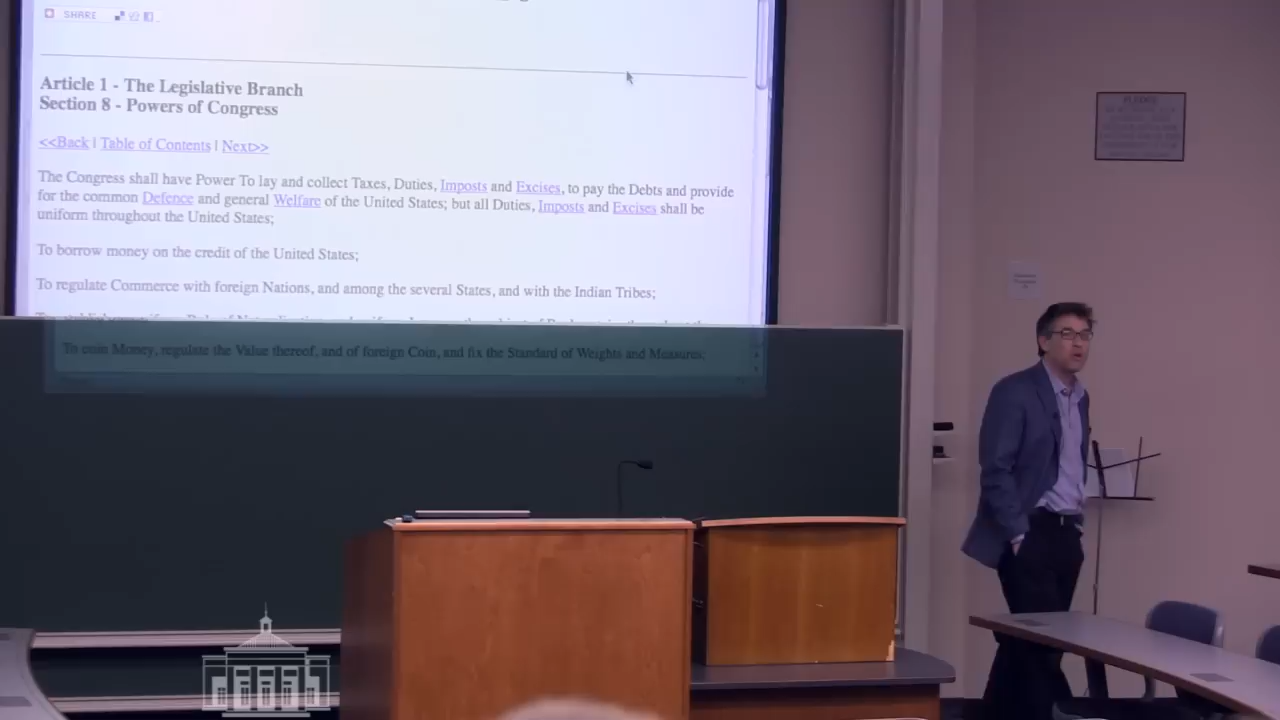 SHARE
Article 1 - The Legislative Branch
Section 8 - Powers of Congress
<<Back | Table of Contents | Next>>
The Congress shall have Power To lay and collect Taxes, Duties, Imposts and Excises, to pay the Debts and provide
for the common Defence and general Welfare of the United States; but all Duties, Imposts and Excises shall be
uniform throughout the United States;
To borrow money on the credit of the United States;
To regulate Commerce with foreign Nations, and among the several States, and with the Indian Tribes;
To coin Money, regulate the Value thereof, and of foreign Coin, and fix the Standard of Weights and Measures;
PLEDGE